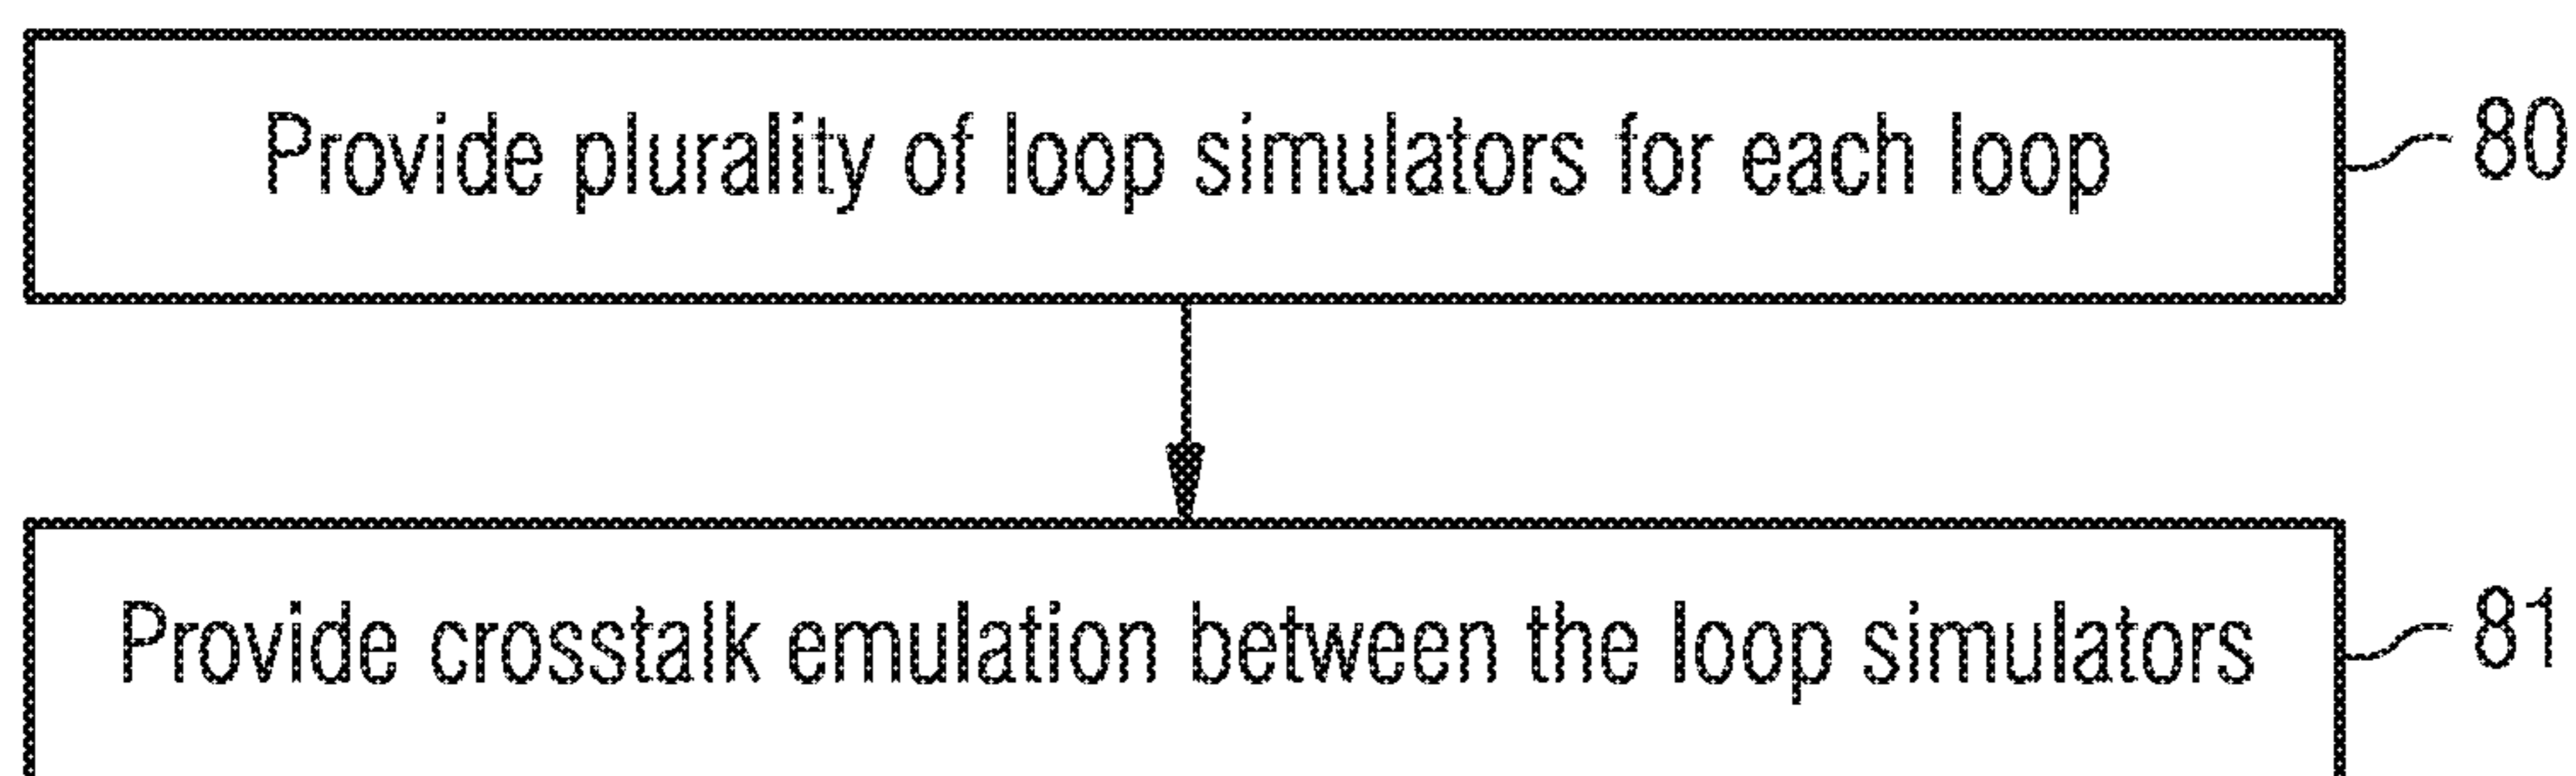 Provide plurality of loop simulators for each loop
80
Provide crosstalk emulation between the loop simulators
81